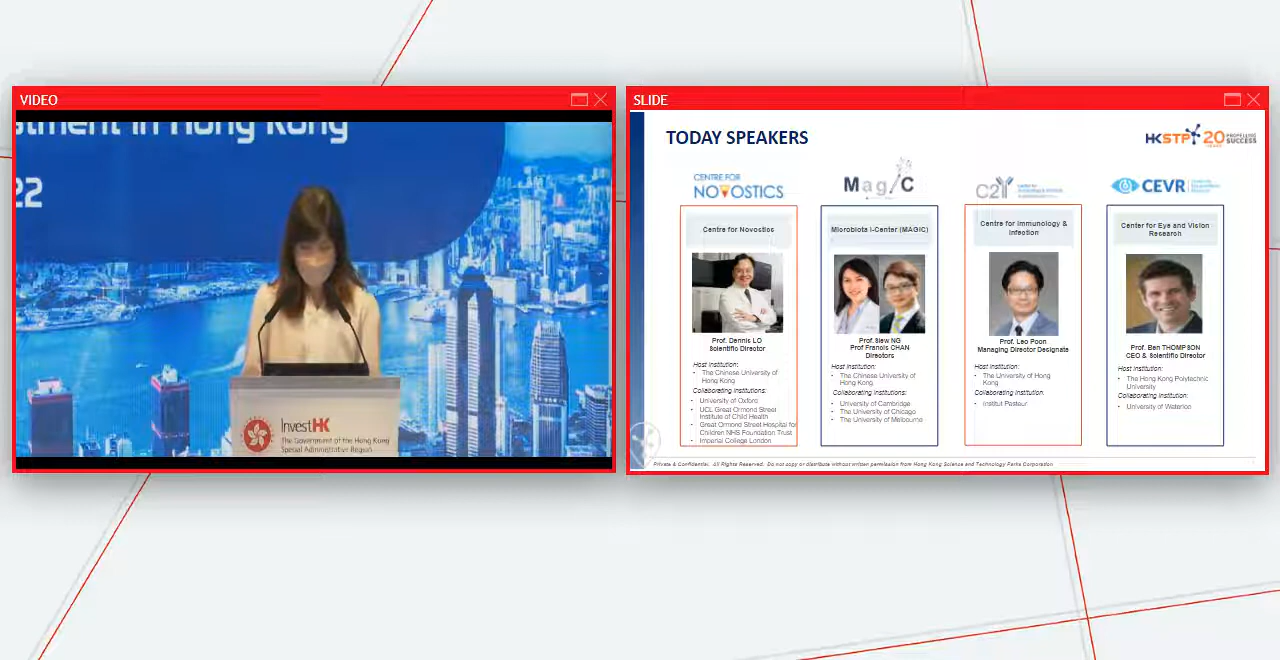 VIDEO
stment in Hong Kong
22
InvestHK
The Government of the Hong Kong
Special Administrative Region
SLIDE
TODAY SPEAKERS
HKSTP 20 PROPELLING
SUCCESS
YEARS
CENTRE FOR
NOVOSTICS
Centre for Novostics
Prof. Dennis LO
Scientific Director
Host Institution:
• The Chinese University of
Hong Kong
Collaborating Institutions:
• University of Oxford
• UCL Great Ormond Street
Institute of Child Health
• Great Ormond Street Hospital for
Children NHS Foundation Trust
• Imperial College London
MagIC
Microbiota I-Center (MAGIC)
Prof. Siew NG
Prof Francis CHAN
Directors
Host Institution:
• The Chinese University of
Hong Kong
Collaborating Institutions:
• University of Cambridge
• The University of Chicago
• The University of Melbourne
C2I
Centre for Immunology &
Infection
Prof. Leo Poon
Managing Director Designate
Host Institution:
• The University of Hong
Kong
Collaborating Institution:
• Institut Pasteur
CEVR
Center for Eye and Vision
Research
Prof. Ben THOMPSON
CEO & Scientific Director
Host Institution:
• The Hong Kong Polytechnic
University
Collaborating Institution:
• University of Waterloo
Private & Confidential. All Rights Reserved. Do not copy or distribute without written permission from Hong Kong Science and Technology Parks Corporation